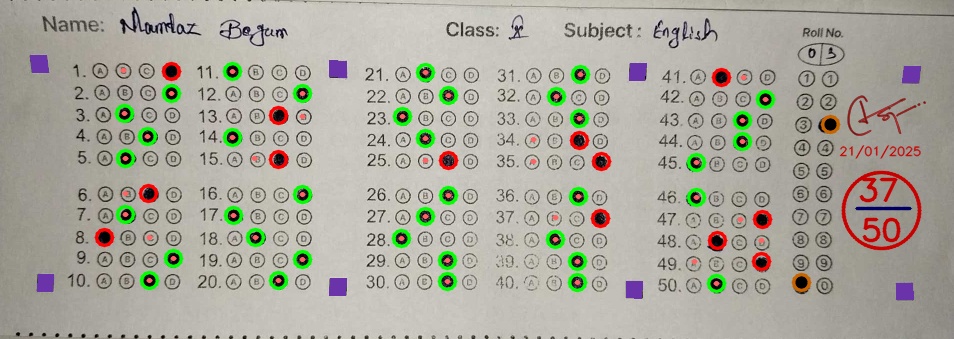 Name: Mamtaz Begum Class: X Subject: English Roll No.
0 3
1. A B C 11. A B C D 21. A B C D 31. A B C D 41. A B C D 1 1
2. A B C D 12. A B C D 22. A B C D 32. A B C D 42. A B C D 2 2
3. A B C D 13. A B C D 23. A B C D 33. A B C D 43. A B C D 3
4. A B C D 14. A B C D 24. A B C D 34. A B C D 44. A B C D 4 4
5. A B C D 15. A B C D 25. A B C D 35. A B C D 45. A B C D 5 5
21/01/2025
6. A B C D 16. A B C D 26. A B C D 36. A B C D 46. A B C D 6 6
7. A B C D 17. A B C D 27. A B C D 37. A B C D 47. A B C D 7 7
8. A B C D 18. A B C D 28. A B C D 38. A B C D 48. A B C D 8 8
9. A B C D 19. A B C D 29. A B C D 39. A B C D 49. A B C D 9 9
10. A B C D 20. A B C D 30. A B C D 40. A B C D 50. A B C D 0
37
50